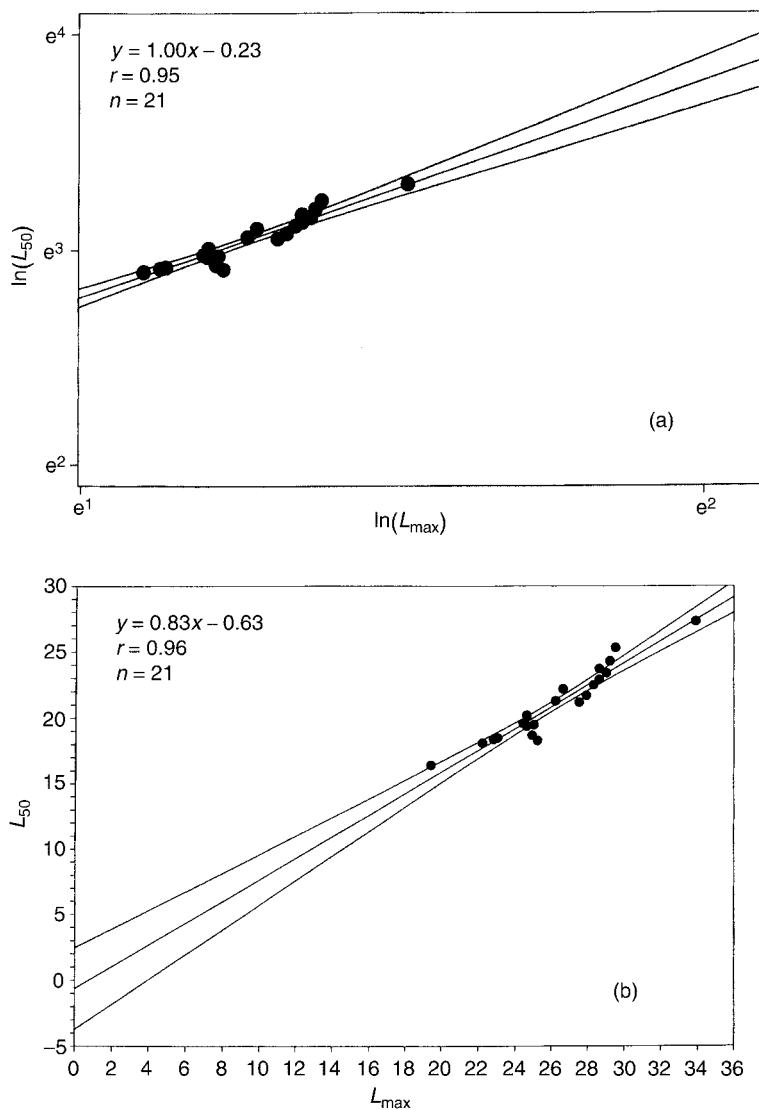 e⁴
y = 1.00x – 0.23
r = 0.95
n = 21
ln(L₅₀)
e³
(a)
e²
e¹ e²
ln(Lₘₐₓ)
30
y = 0.83x – 0.63
r = 0.96
n = 21
25
20
15
L₅₀
10
5
0
(b)
–5
0 2 4 6 8 10 12 14 16 18 20 22 24 26 28 30 32 34 36
Lₘₐₓ